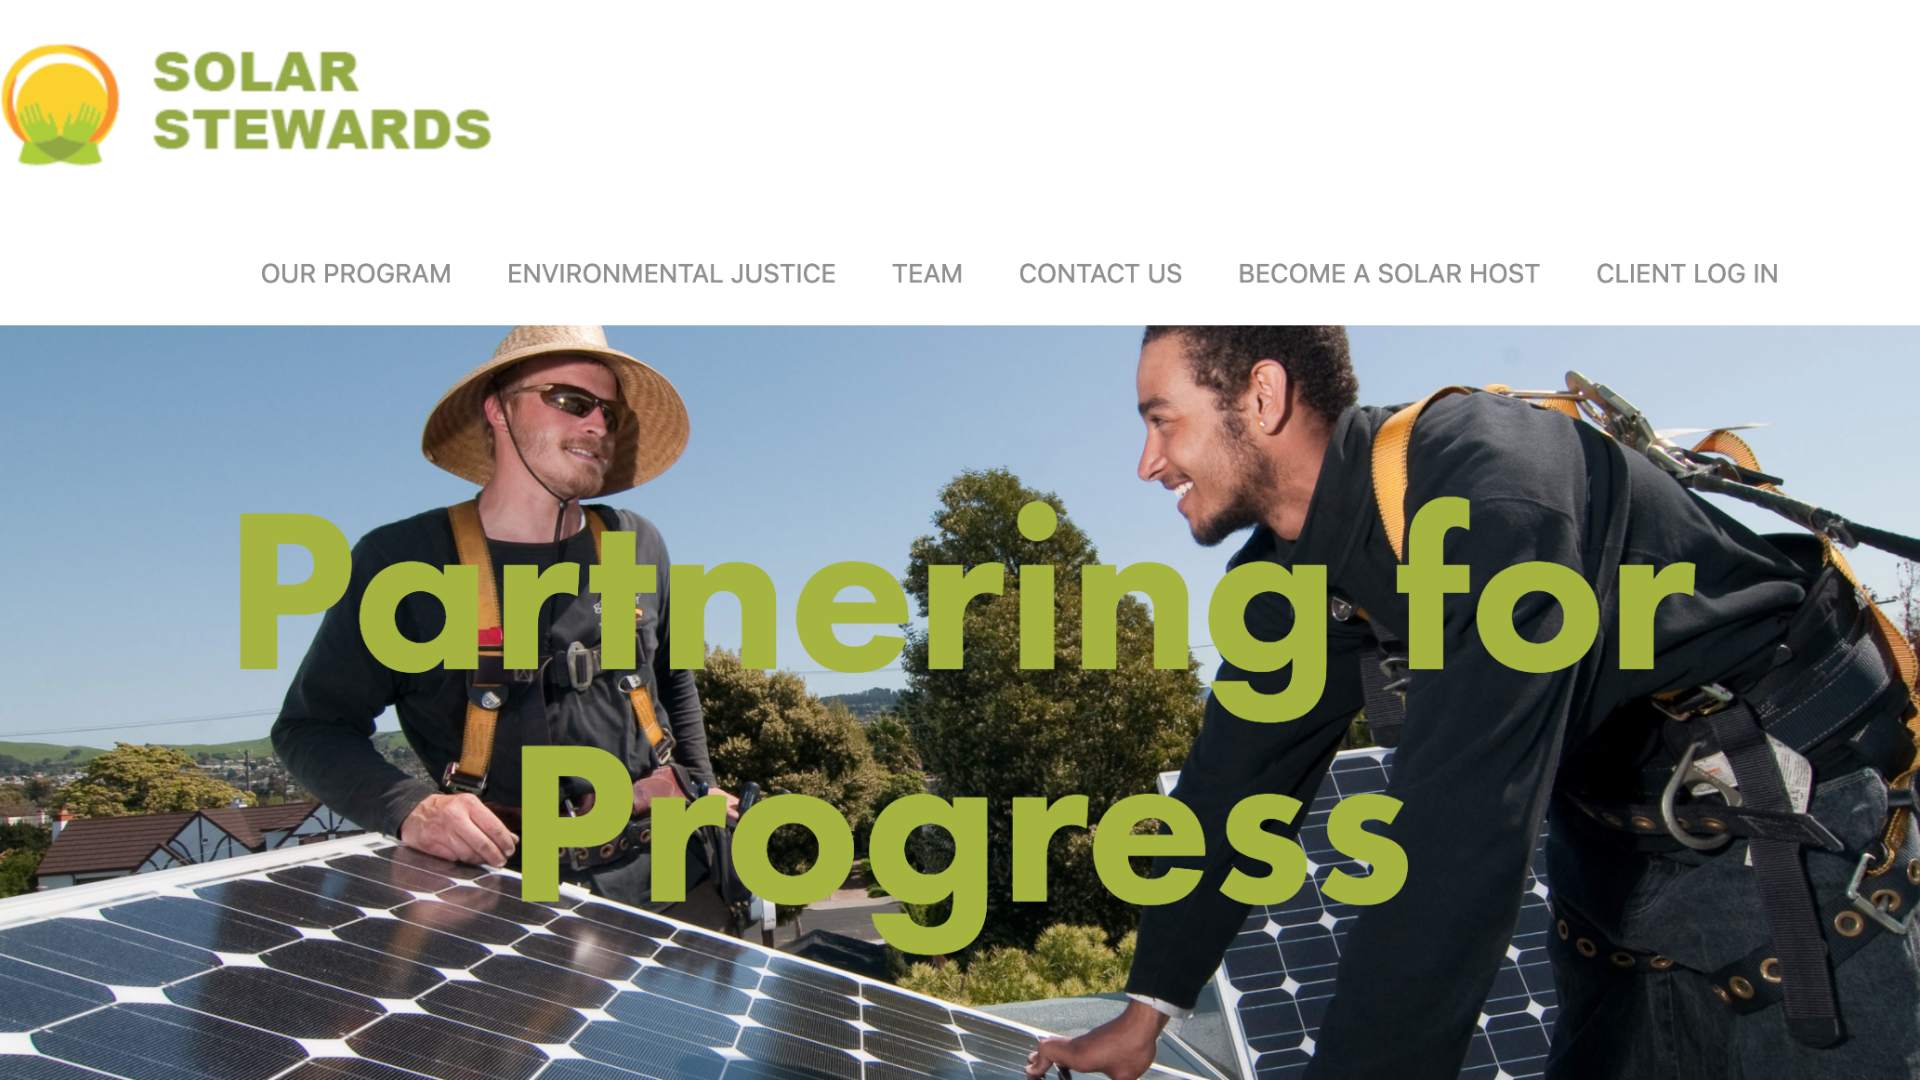 SOLAR
STEWARDS
OUR PROGRAM ENVIRONMENTAL JUSTICE TEAM CONTACT US BECOME A SOLAR HOST CLIENT LOG IN
Partnering for
Progress